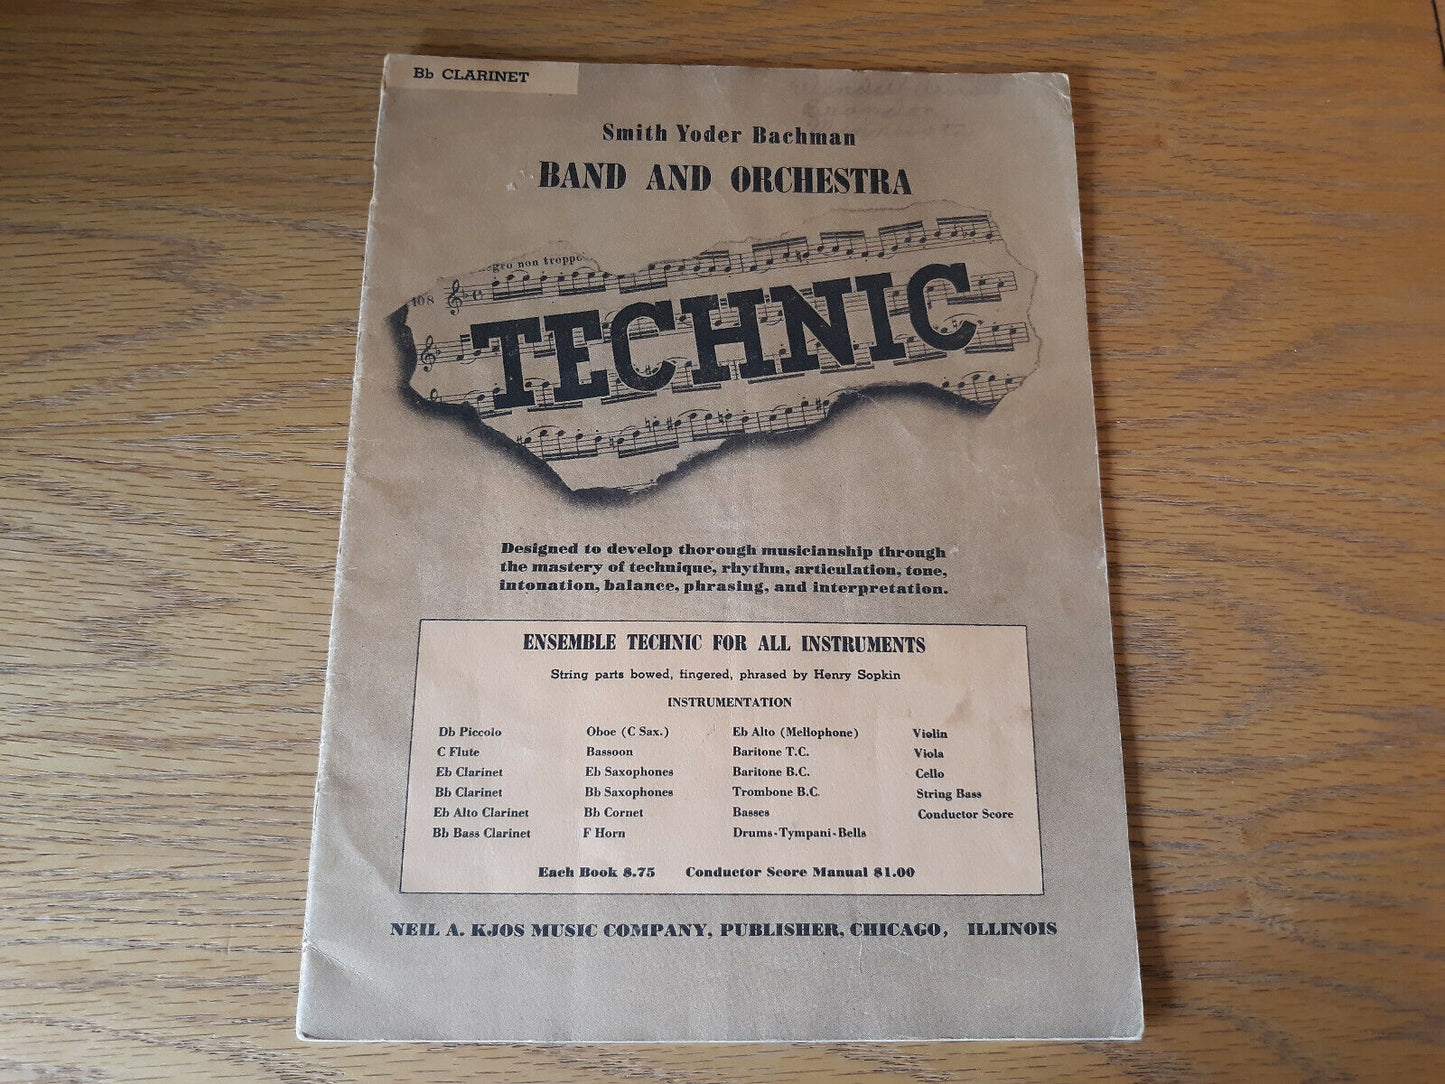 Bb CLARINET
Smith Yoder Bachman
BAND AND ORCHESTRA
non troppo
108
TECHNIC
Designed to develop thorough musicianship through
the mastery of technique, rhythm, articulation, tone,
intonation, balance, phrasing, and interpretation.
ENSEMBLE TECHNIC FOR ALL INSTRUMENTS
String parts bowed, fingered, phrased by Henry Sopkin
INSTRUMENTATION
Db Piccolo
C Flute
Eb Clarinet
Bb Clarinet
Eb Alto Clarinet
Bb Bass Clarinet
Oboe (C Sax.)
Bassoon
Eb Saxophones
Bb Saxophones
Bb Cornet
F Horn
Eb Alto (Mellophone)
Baritone T.C.
Baritone B.C.
Trombone B.C.
Basses
Drums-Tympani-Bells
Violin
Viola
Cello
String Bass
Conductor Score
Each Book $.75 Conductor Score Manual $1.00
NEIL A. KJOS MUSIC COMPANY, PUBLISHER, CHICAGO, ILLINOIS